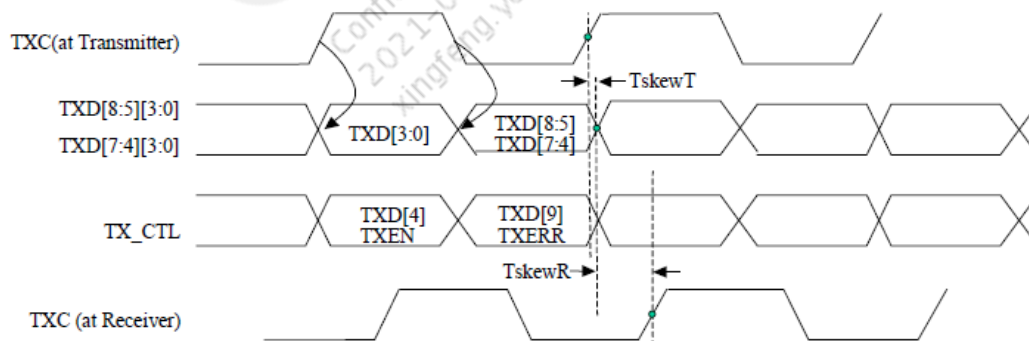 TXC(at Transmitter)
TskewT
TXD[8:5][3:0]
TXD[7:4][3:0]
TXD[3:0]
TXD[8:5]
TXD[7:4]
TX_CTL
TXD[4]
TXEN
TXD[9]
TXERR
TskewR
TXC (at Receiver)